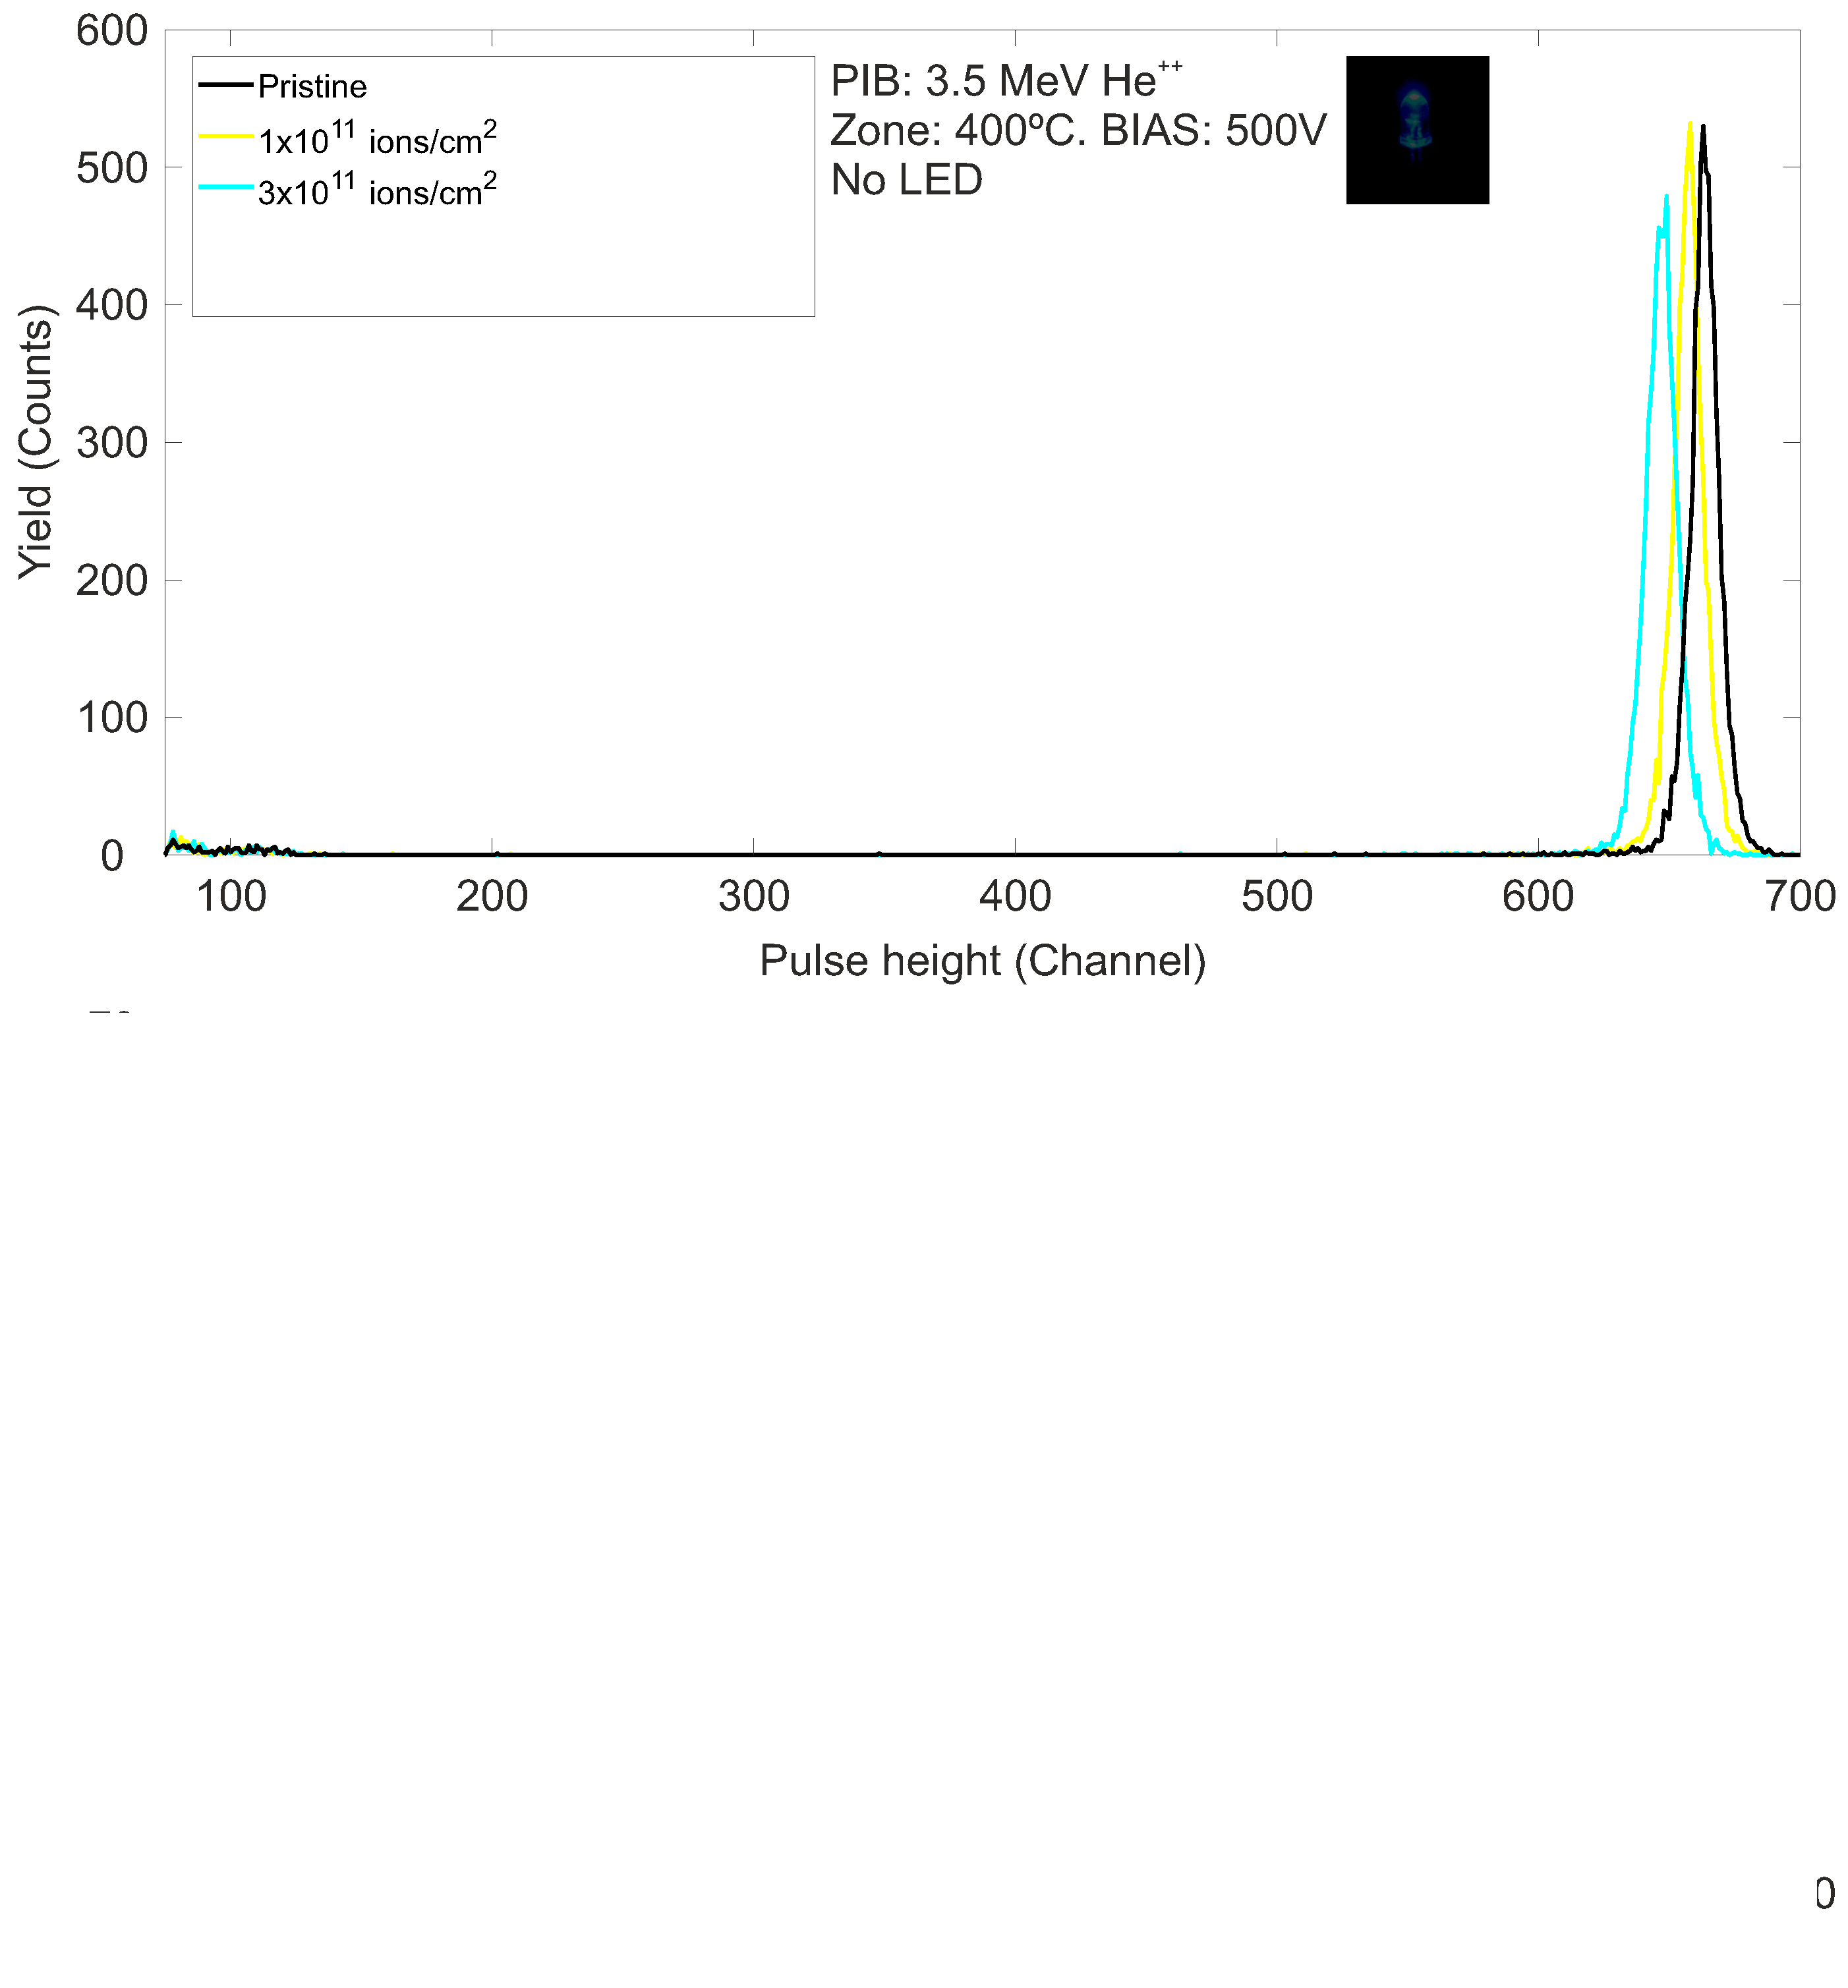 600
500
400
300
200
100
0
Yield (Counts)
Pristine
1x10¹¹ ions/cm²
3x10¹¹ ions/cm²
PIB: 3.5 MeV He⁺⁺
Zone: 400ºC. BIAS: 500V
No LED
100 200 300 400 500 600 700
Pulse height (Channel)
0